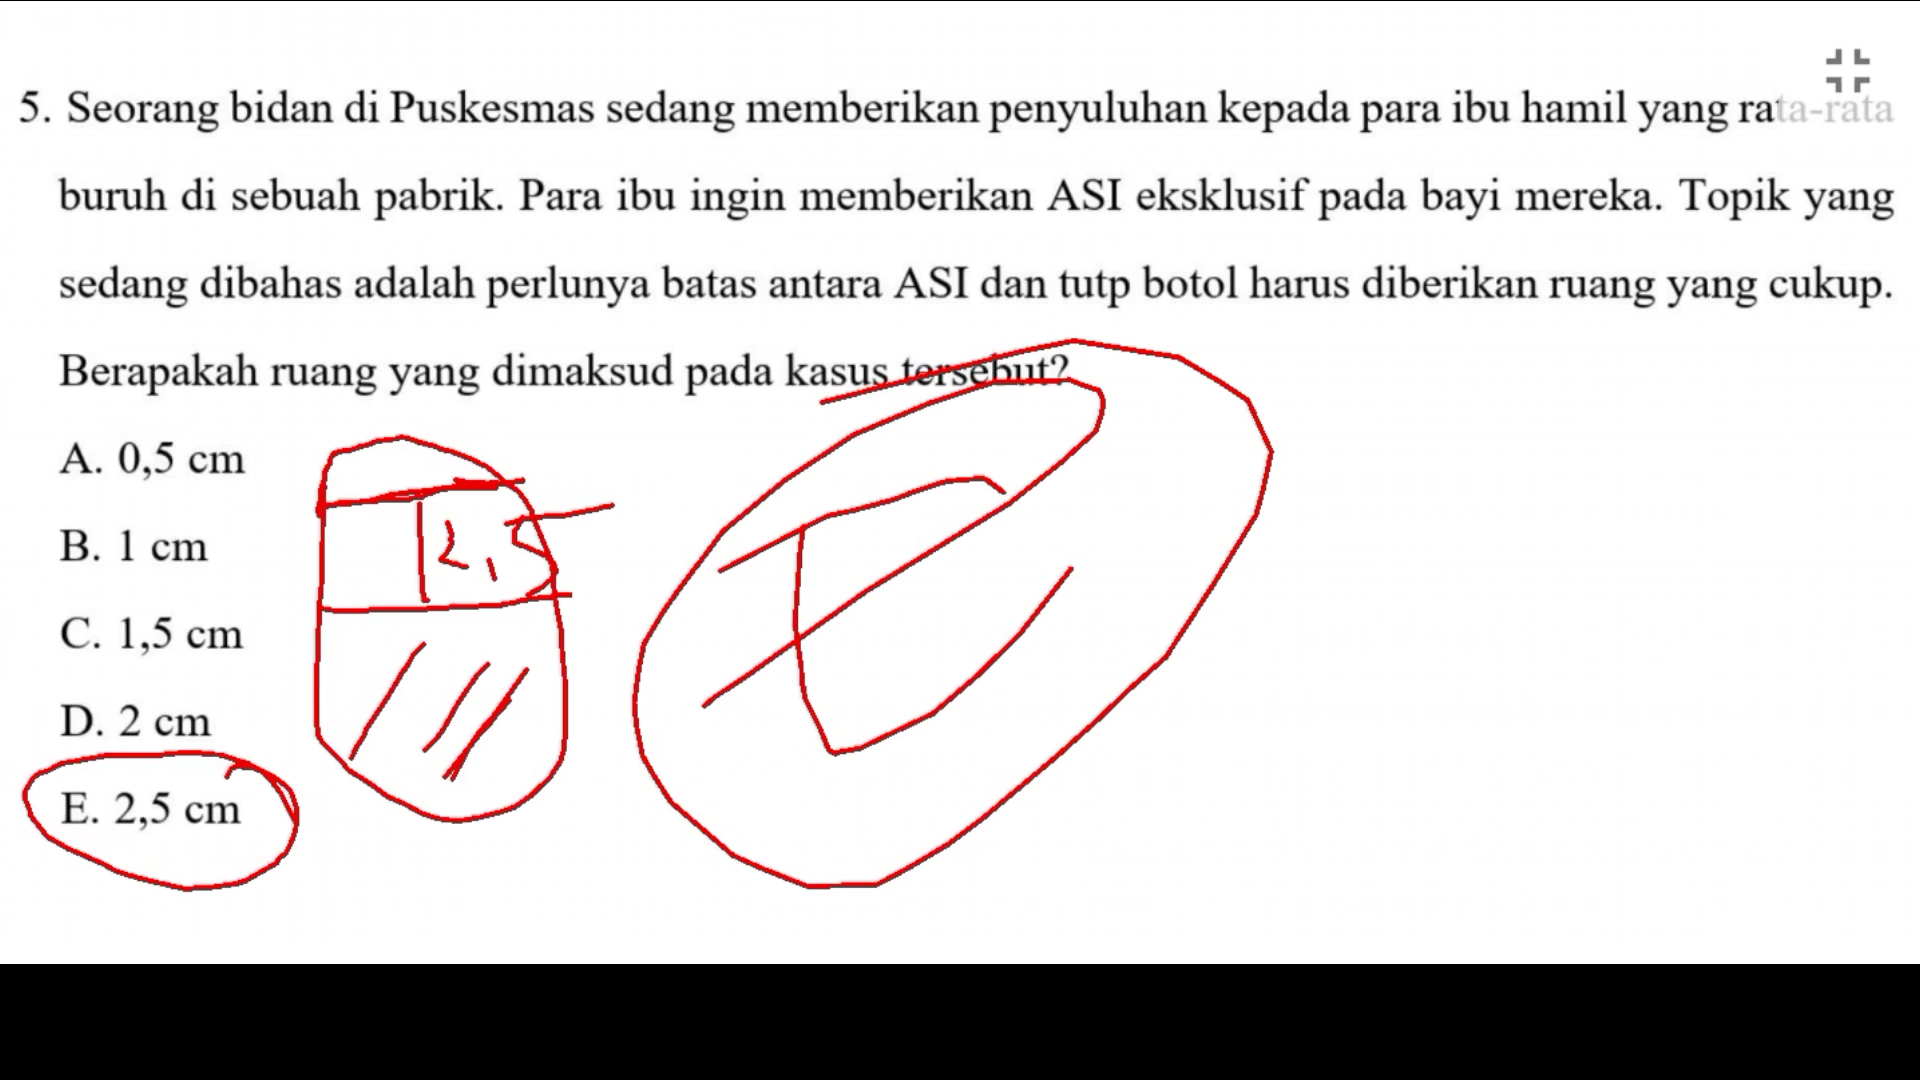 5. Seorang bidan di Puskesmas sedang memberikan penyuluhan kepada para ibu hamil yang rata-rata
buruh di sebuah pabrik. Para ibu ingin memberikan ASI eksklusif pada bayi mereka. Topik yang
sedang dibahas adalah perlunya batas antara ASI dan tutp botol harus diberikan ruang yang cukup.
Berapakah ruang yang dimaksud pada kasus tersebut?
A. 0,5 cm
B. 1 cm
2,5
C. 1,5 cm
D. 2 cm
E. 2,5 cm